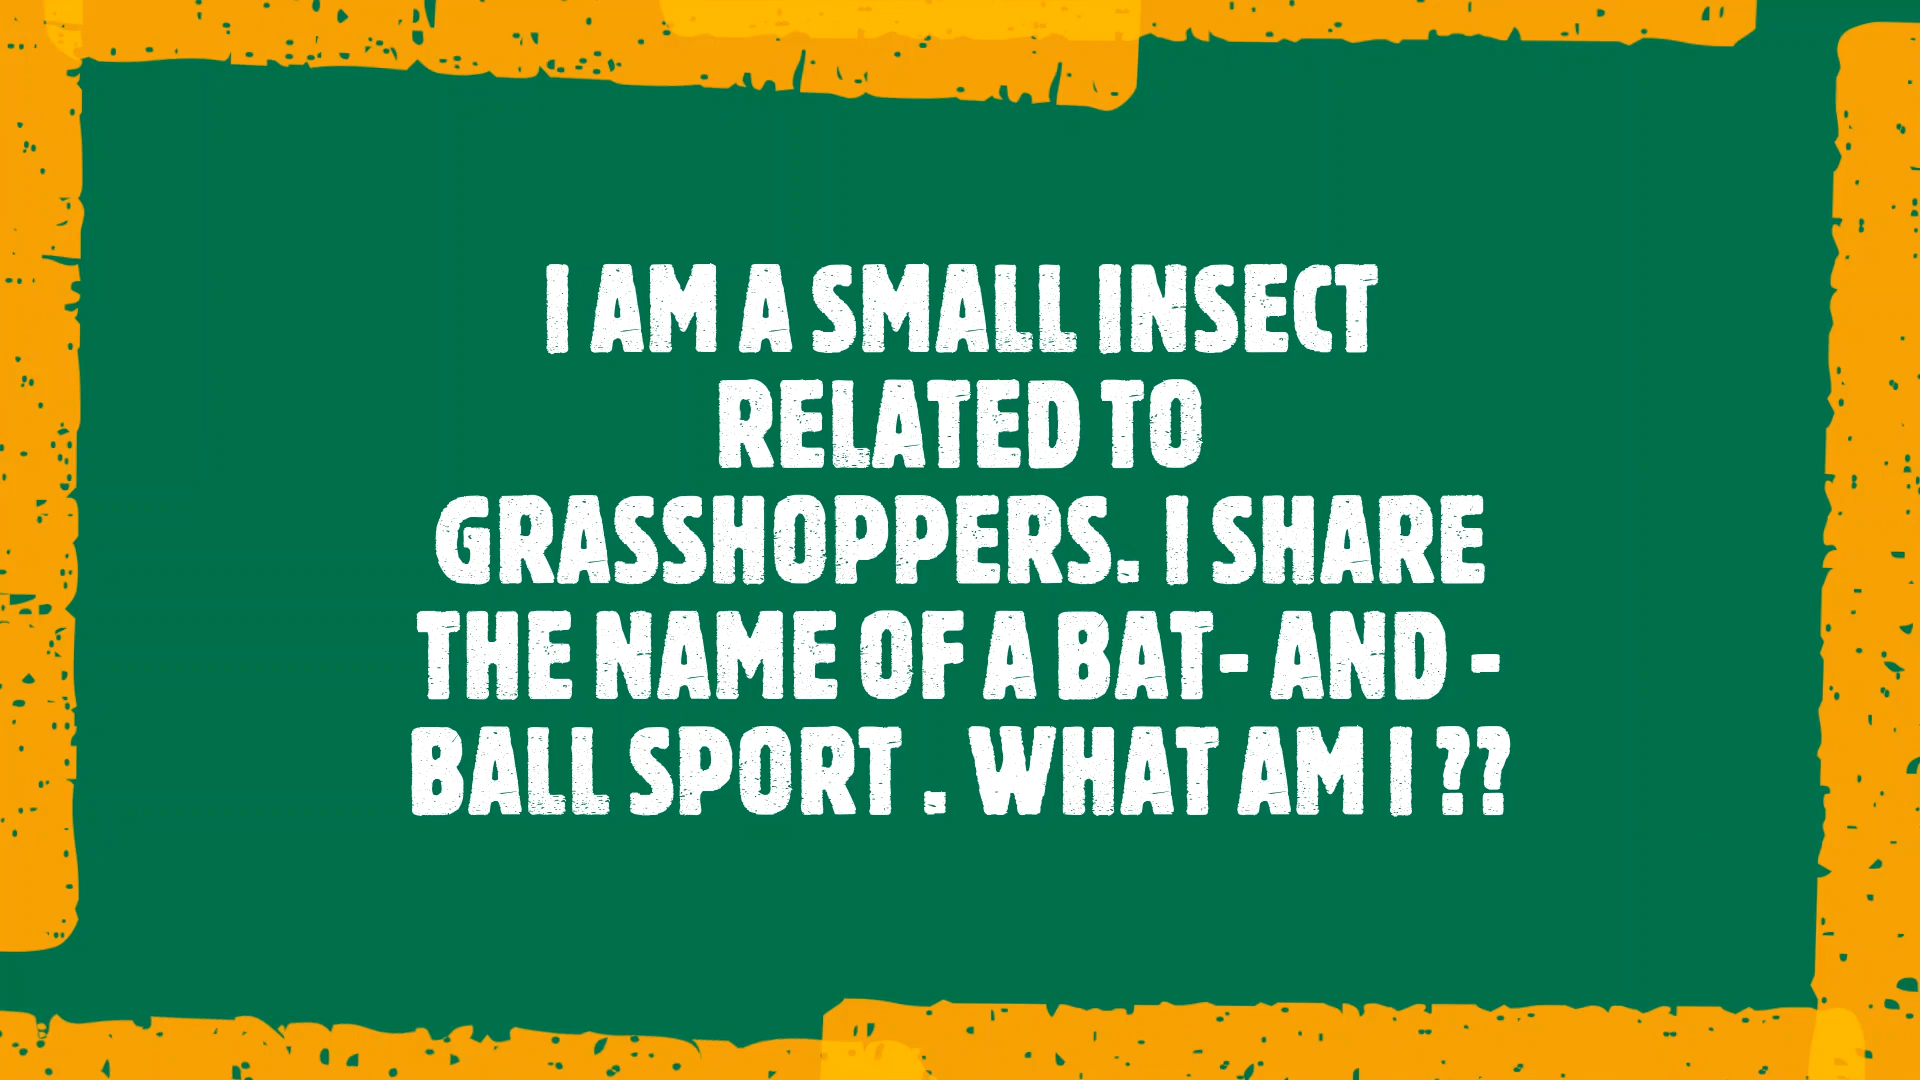 I AM A SMALL INSECT
RELATED TO
GRASSHOPPERS. I SHARE
THE NAME OF A BAT- AND -
BALL SPORT . WHAT AM I ??